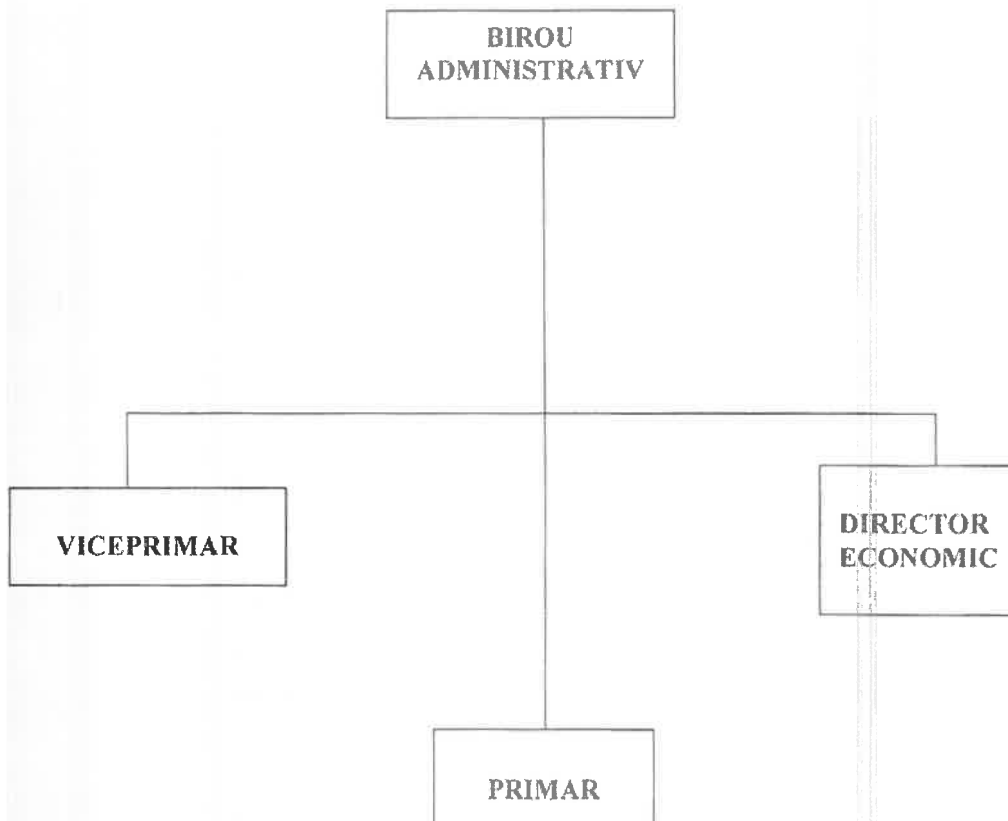 BIROU
ADMINISTRATIV
VICEPRIMAR
DIRECTOR
ECONOMIC
PRIMAR